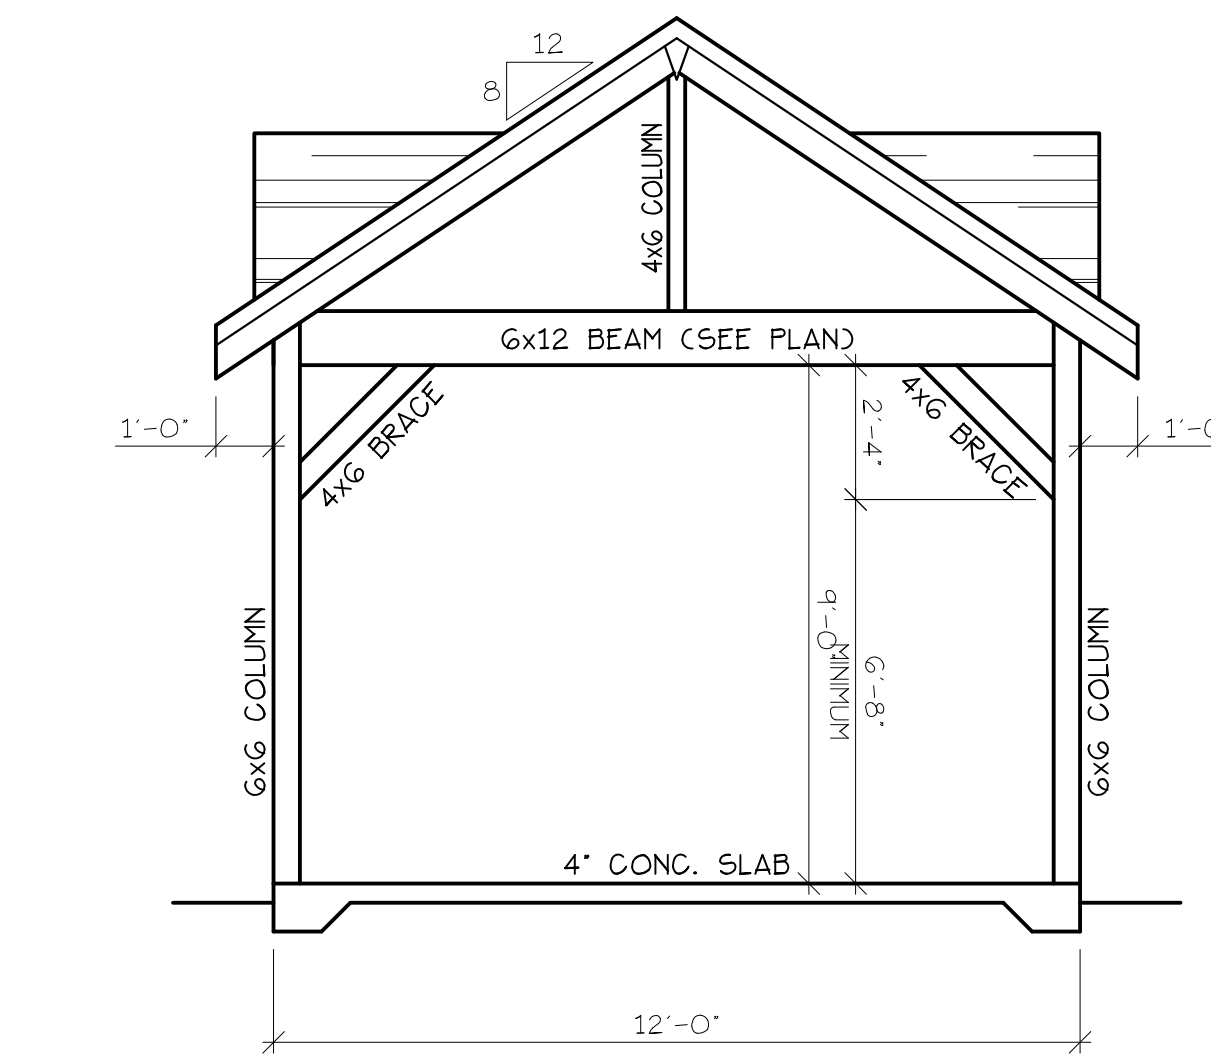 12
8
4x6 COLUMN
6x12 BEAM (SEE PLAN)
1'-0"
4x6 BRACE
2'-4"
4x6 BRACE
1'-0
6x6 COLUMN
9'-0"
MINIMUM
6'-8"
6x6 COLUMN
4" CONC. SLAB
12'-0"